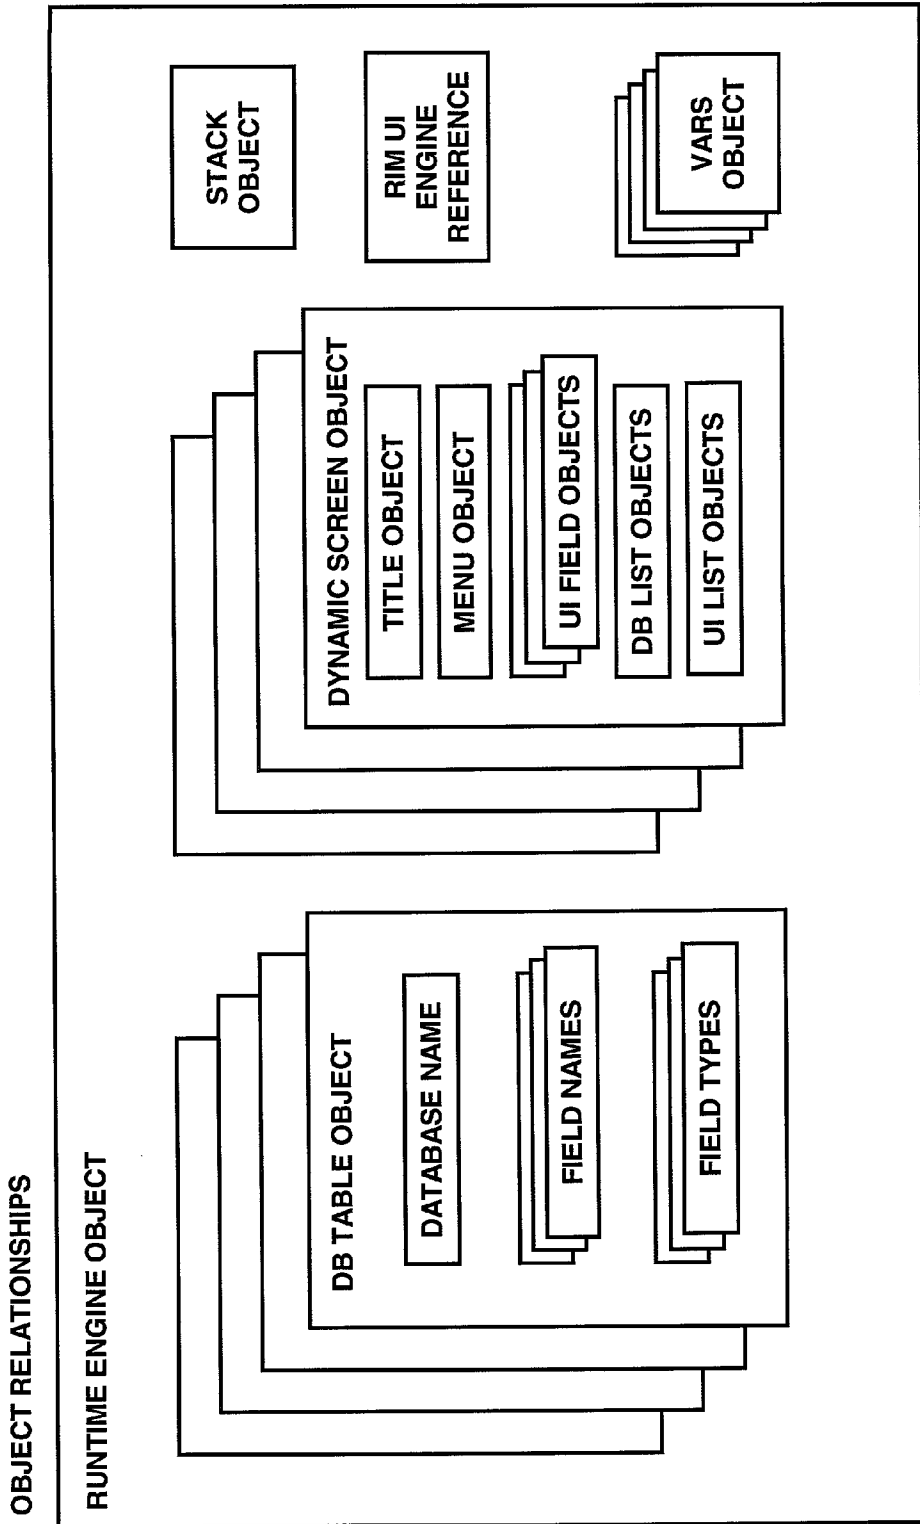 OBJECT RELATIONSHIPS
RUNTIME ENGINE OBJECT
DB TABLE OBJECT
DATABASE NAME
FIELD NAMES
FIELD TYPES
DYNAMIC SCREEN OBJECT
TITLE OBJECT
MENU OBJECT
UI FIELD OBJECTS
DB LIST OBJECTS
UI LIST OBJECTS
STACK
OBJECT
RIM UI
ENGINE
REFERENCE
VARS
OBJECT